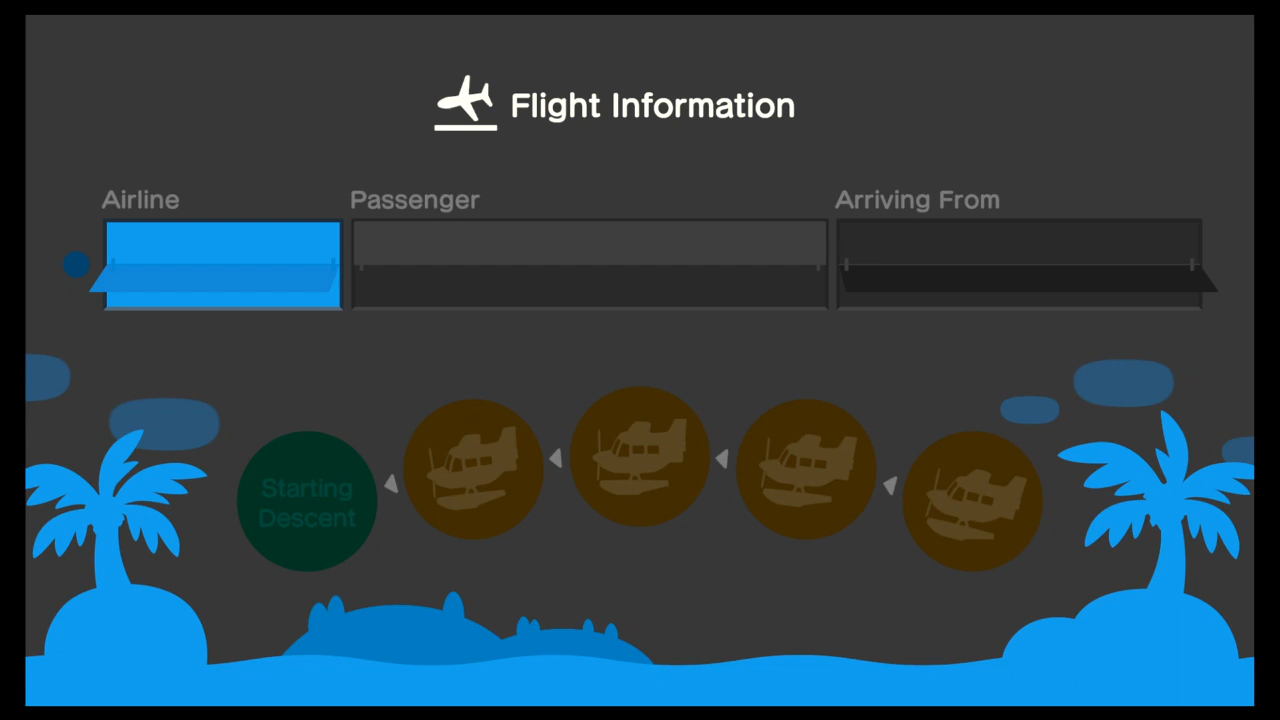 Flight Information
Airline
Passenger
Arriving From
Starting
Descent